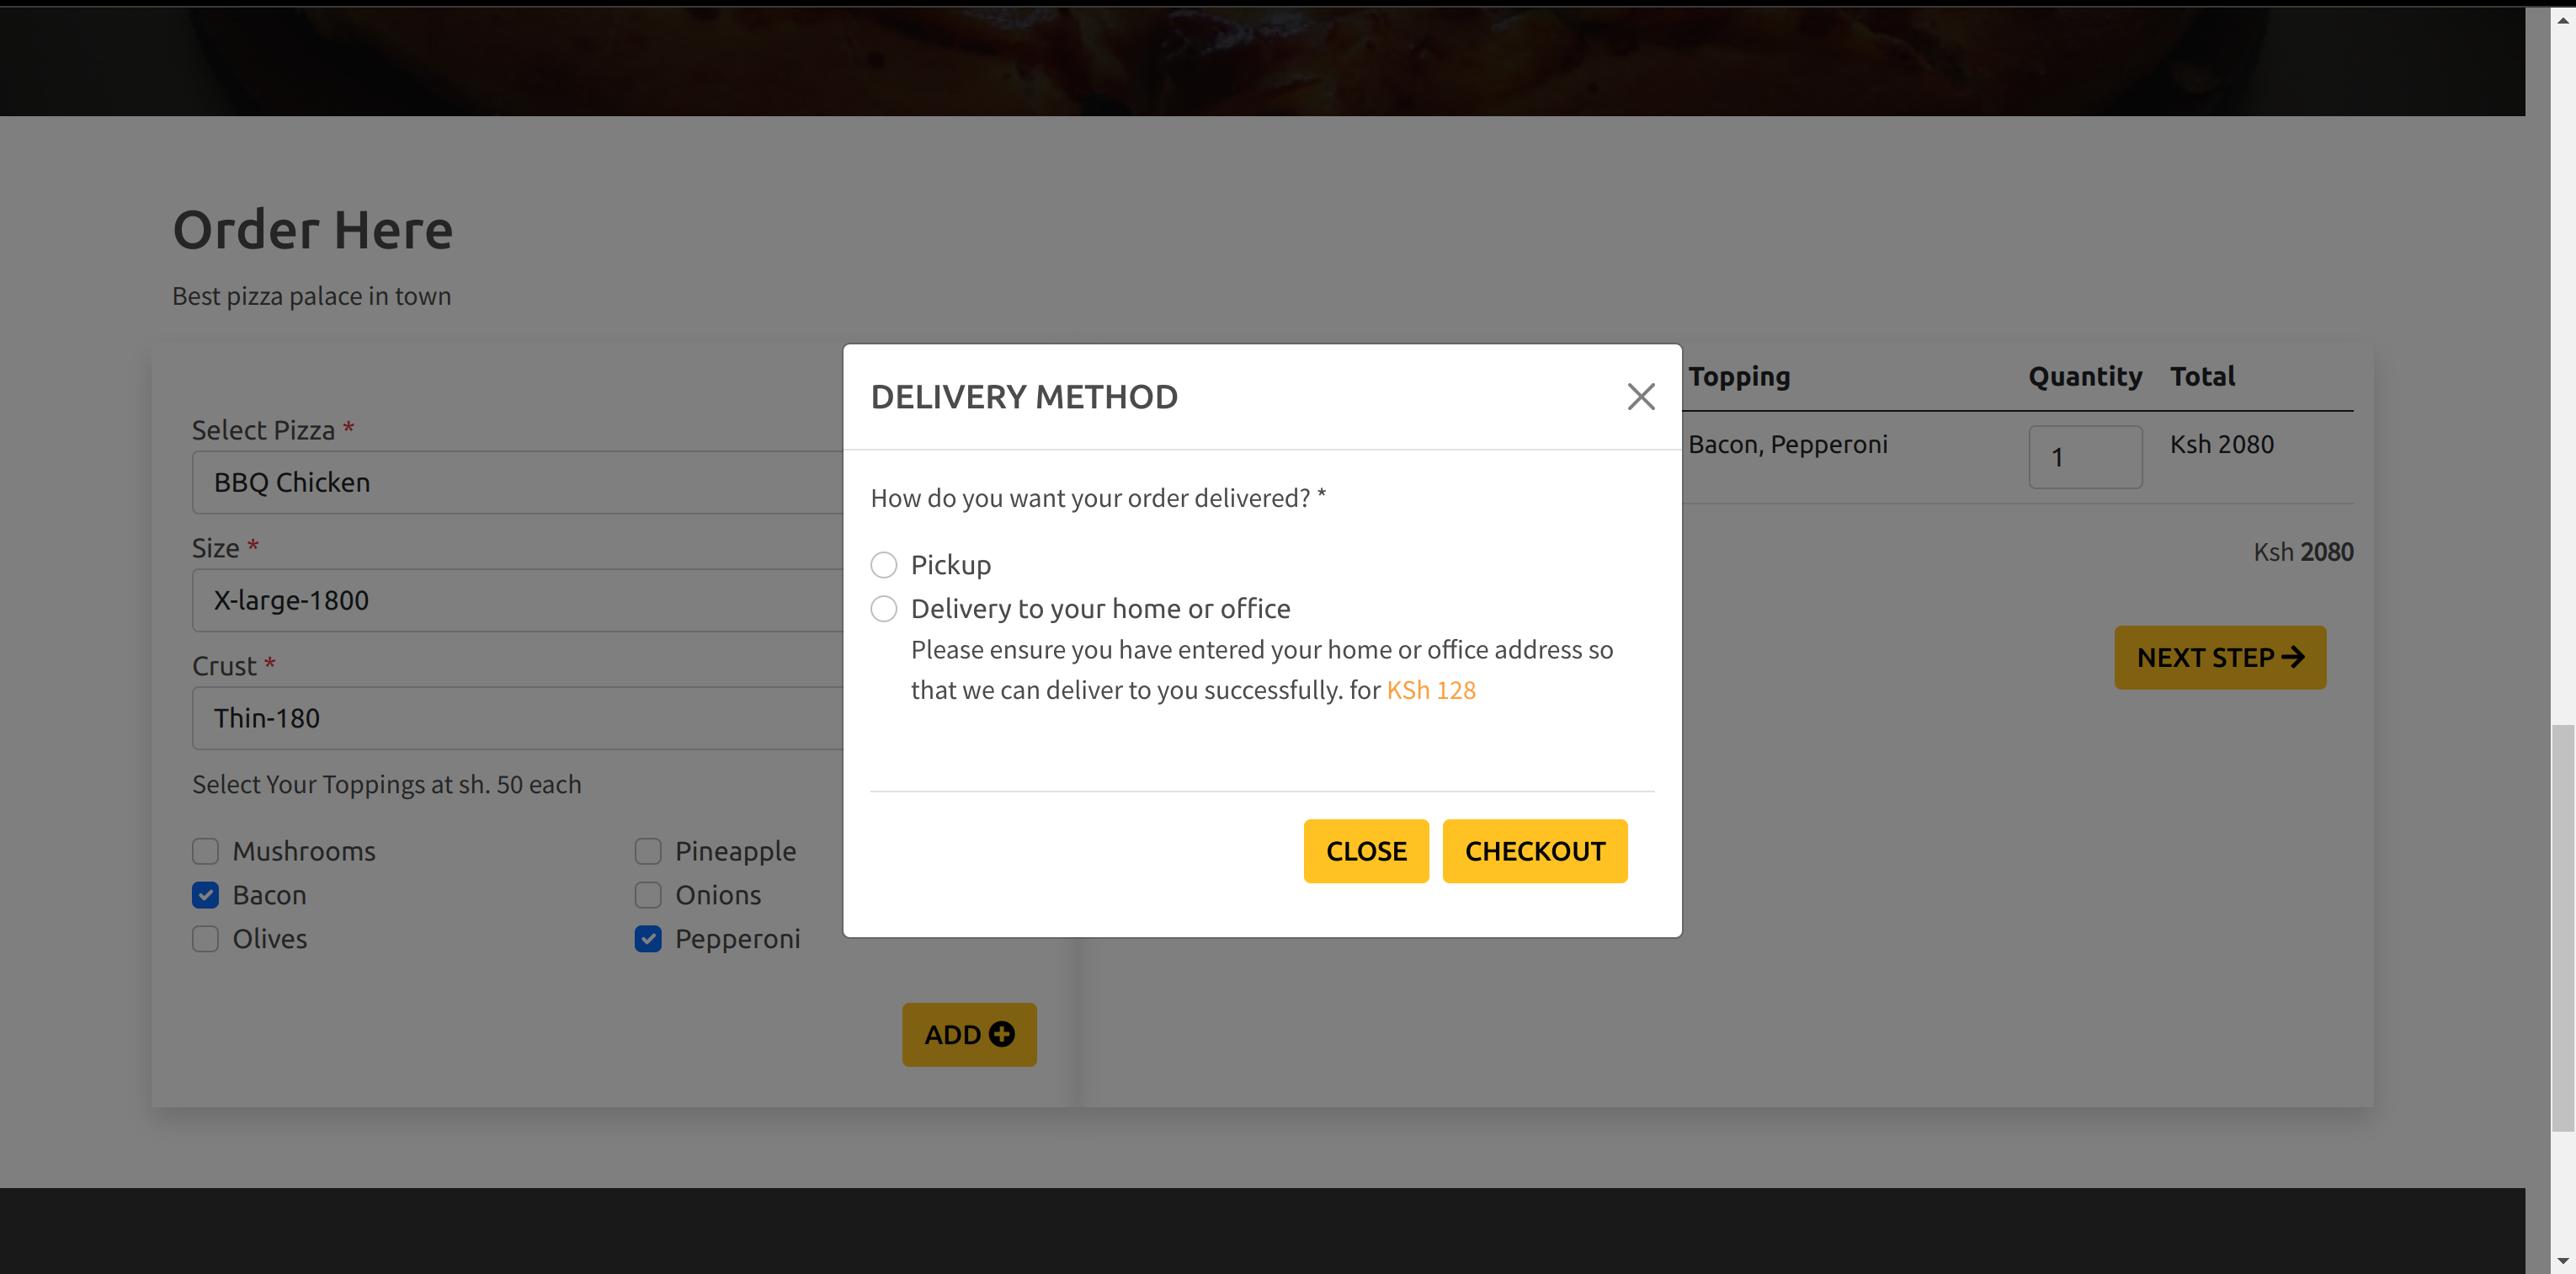 Order Here
Best pizza palace in town
Select Pizza *
BBQ Chicken
Size *
X-large-1800
Crust *
Thin-180
Select Your Toppings at sh. 50 each
Mushrooms
Bacon
Olives
Pineapple
Onions
Pepperoni
ADD
DELIVERY METHOD
How do you want your order delivered? *
Pickup
Delivery to your home or office
Please ensure you have entered your home or office address so
that we can deliver to you successfully. for KSh 128
CLOSE CHECKOUT
Topping Quantity Total
Bacon, Pepperoni 1 Ksh 2080
Ksh 2080
NEXT STEP